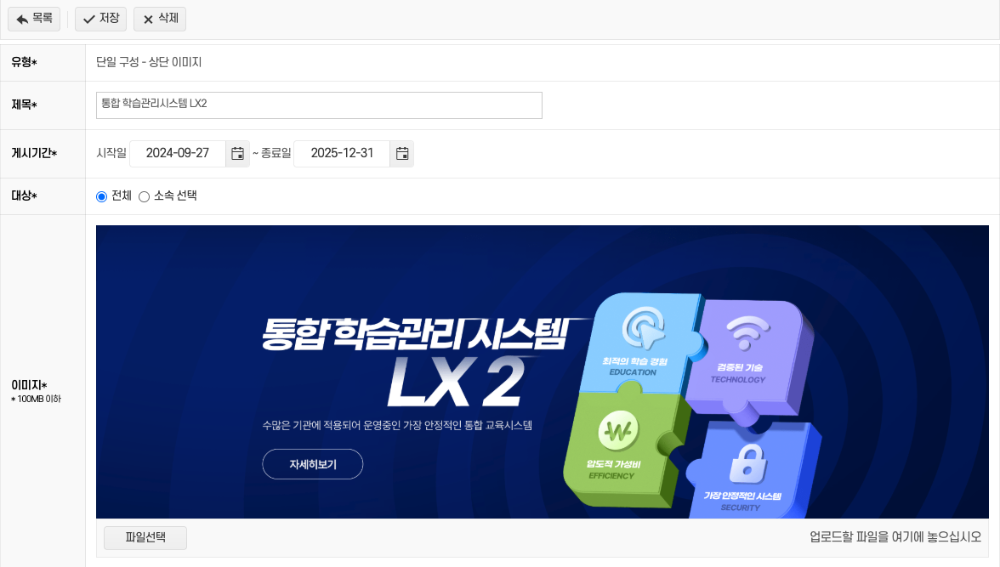 목록 저장 삭제
유형* 단일 구성 - 상단 이미지
제목* 통합 학습관리시스템 LX2
게시기간* 시작일 2024-09-27 ~ 종료일 2025-12-31
대상* 전체 소속 선택
이미지*
* 100MB 이하
통합 학습관리 시스템
LX 2
수많은 기관에 적용되어 운영중인 가장 안정적인 통합 교육시스템
자세히보기
최적의 학습 경험
EDUCATION
검증된 기술
TECHNOLOGY
W
압도적 가성비
EFFICIENCY
가장 안정적인 시스템
SECURITY
파일선택 업로드할 파일을 여기에 놓으십시오